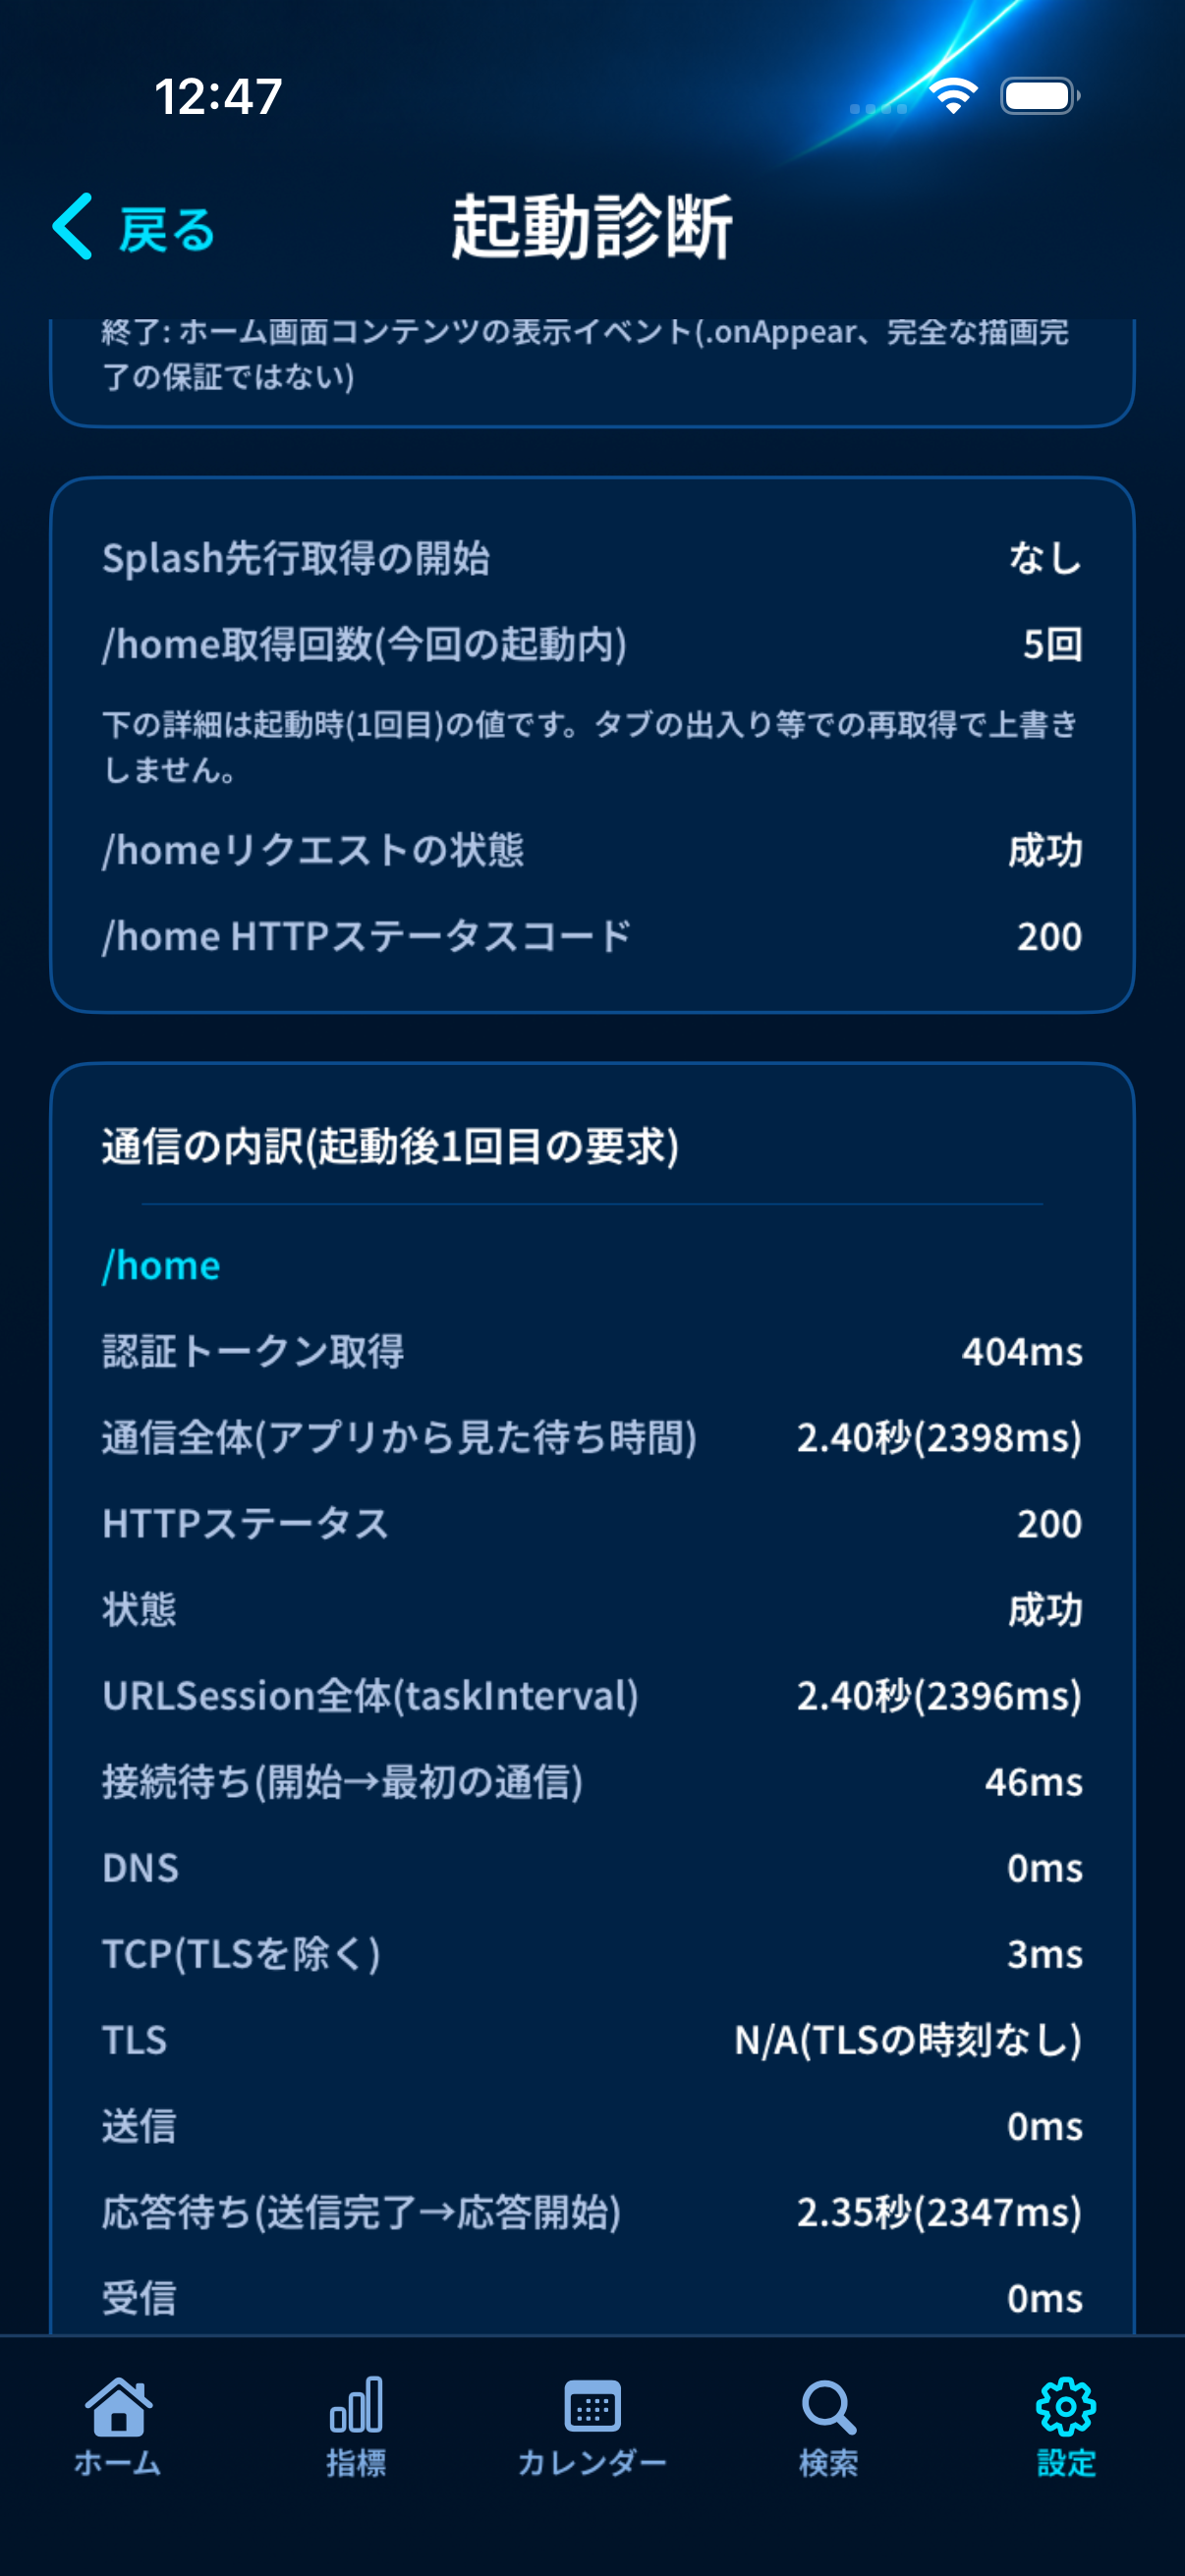 12:47
戻る
起動診断
終了: ホーム画面コンテンツの表示イベント(.onAppear、完全な描画完
了の保証ではない)
Splash先行取得の開始 なし
/home取得回数(今回の起動内) 5回
下の詳細は起動時(1回目)の値です。タブの出入り等での再取得で上書き
しません。
/homeリクエストの状態 成功
/home HTTPステータスコード 200
通信の内訳(起動後1回目の要求)
/home
認証トークン取得 404ms
通信全体(アプリから見た待ち時間) 2.40秒(2398ms)
HTTPステータス 200
状態 成功
URLSession全体(taskInterval) 2.40秒(2396ms)
接続待ち(開始→最初の通信) 46ms
DNS 0ms
TCP(TLSを除く) 3ms
TLS N/A(TLSの時刻なし)
送信 0ms
応答待ち(送信完了→応答開始) 2.35秒(2347ms)
受信 0ms
ホーム 指標 カレンダー 検索 設定